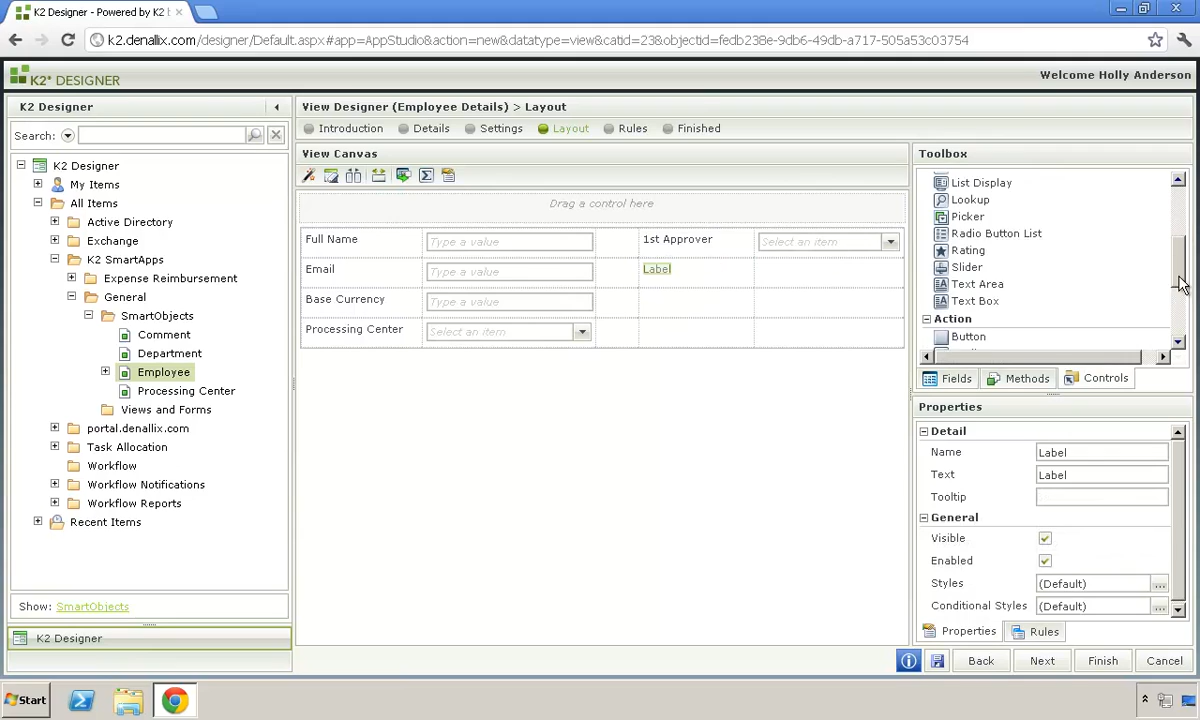 K2 Designer - Powered by K2
k2.denallix.com/designer/Default.aspx#app=AppStudio&action=new&datatype=view&catid=23&objectid=fedb238e-9db6-49db-a717-505a53c03754
K2* DESIGNER
Welcome Holly Anderson
K2 Designer
Search:
K2 Designer
My Items
All Items
Active Directory
Exchange
K2 SmartApps
Expense Reimbursement
General
SmartObjects
Comment
Department
Employee
Processing Center
Views and Forms
portal.denallix.com
Task Allocation
Workflow
Workflow Notifications
Workflow Reports
Recent Items
Show: SmartObjects
K2 Designer
View Designer (Employee Details) > Layout
Introduction Details Settings Layout Rules Finished
View Canvas
Drag a control here
Full Name Type a value 1st Approver Select an item
Email Type a value Label
Base Currency Type a value
Processing Center Select an item
Toolbox
List Display
Lookup
Picker
Radio Button List
Rating
Slider
Text Area
Text Box
Action
Button
Fields Methods Controls
Properties
Detail
Name Label
Text Label
Tooltip
General
Visible
Enabled
Styles (Default) ...
Conditional Styles (Default) ...
Properties Rules
Back Next Finish Cancel
Start